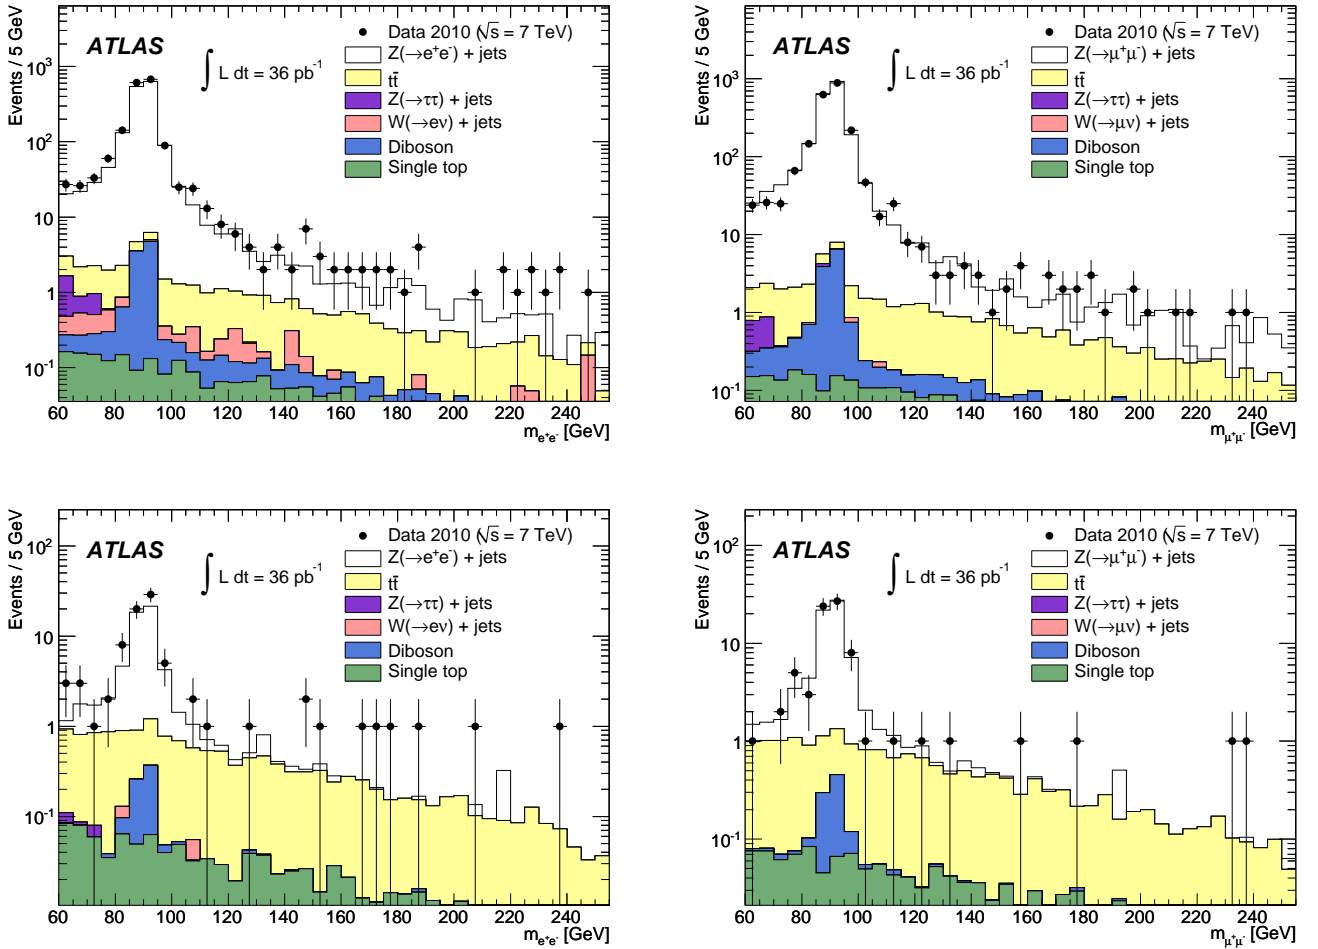 Events / 5 GeV
ATLAS
∫ L dt = 36 pb⁻¹
Data 2010 (√s = 7 TeV)
Z(→e⁺e⁻) + jets
tt̄
Z(→ττ) + jets
W(→eν) + jets
Diboson
Single top
10³
10²
10
1
10⁻¹
60 80 100 120 140 160 180 200 220 240
m_e⁺e⁻ [GeV]
Events / 5 GeV
ATLAS
∫ L dt = 36 pb⁻¹
Data 2010 (√s = 7 TeV)
Z(→μ⁺μ⁻) + jets
tt̄
Z(→ττ) + jets
W(→μν) + jets
Diboson
Single top
10³
10²
10
1
10⁻¹
60 80 100 120 140 160 180 200 220 240
m_μ⁺μ⁻ [GeV]
Events / 5 GeV
ATLAS
∫ L dt = 36 pb⁻¹
Data 2010 (√s = 7 TeV)
Z(→e⁺e⁻) + jets
tt̄
Z(→ττ) + jets
W(→eν) + jets
Diboson
Single top
10²
10
1
10⁻¹
60 80 100 120 140 160 180 200 220 240
m_e⁺e⁻ [GeV]
Events / 5 GeV
ATLAS
∫ L dt = 36 pb⁻¹
Data 2010 (√s = 7 TeV)
Z(→μ⁺μ⁻) + jets
tt̄
Z(→ττ) + jets
W(→μν) + jets
Diboson
Single top
10²
10
1
10⁻¹
60 80 100 120 140 160 180 200 220 240
m_μ⁺μ⁻ [GeV]